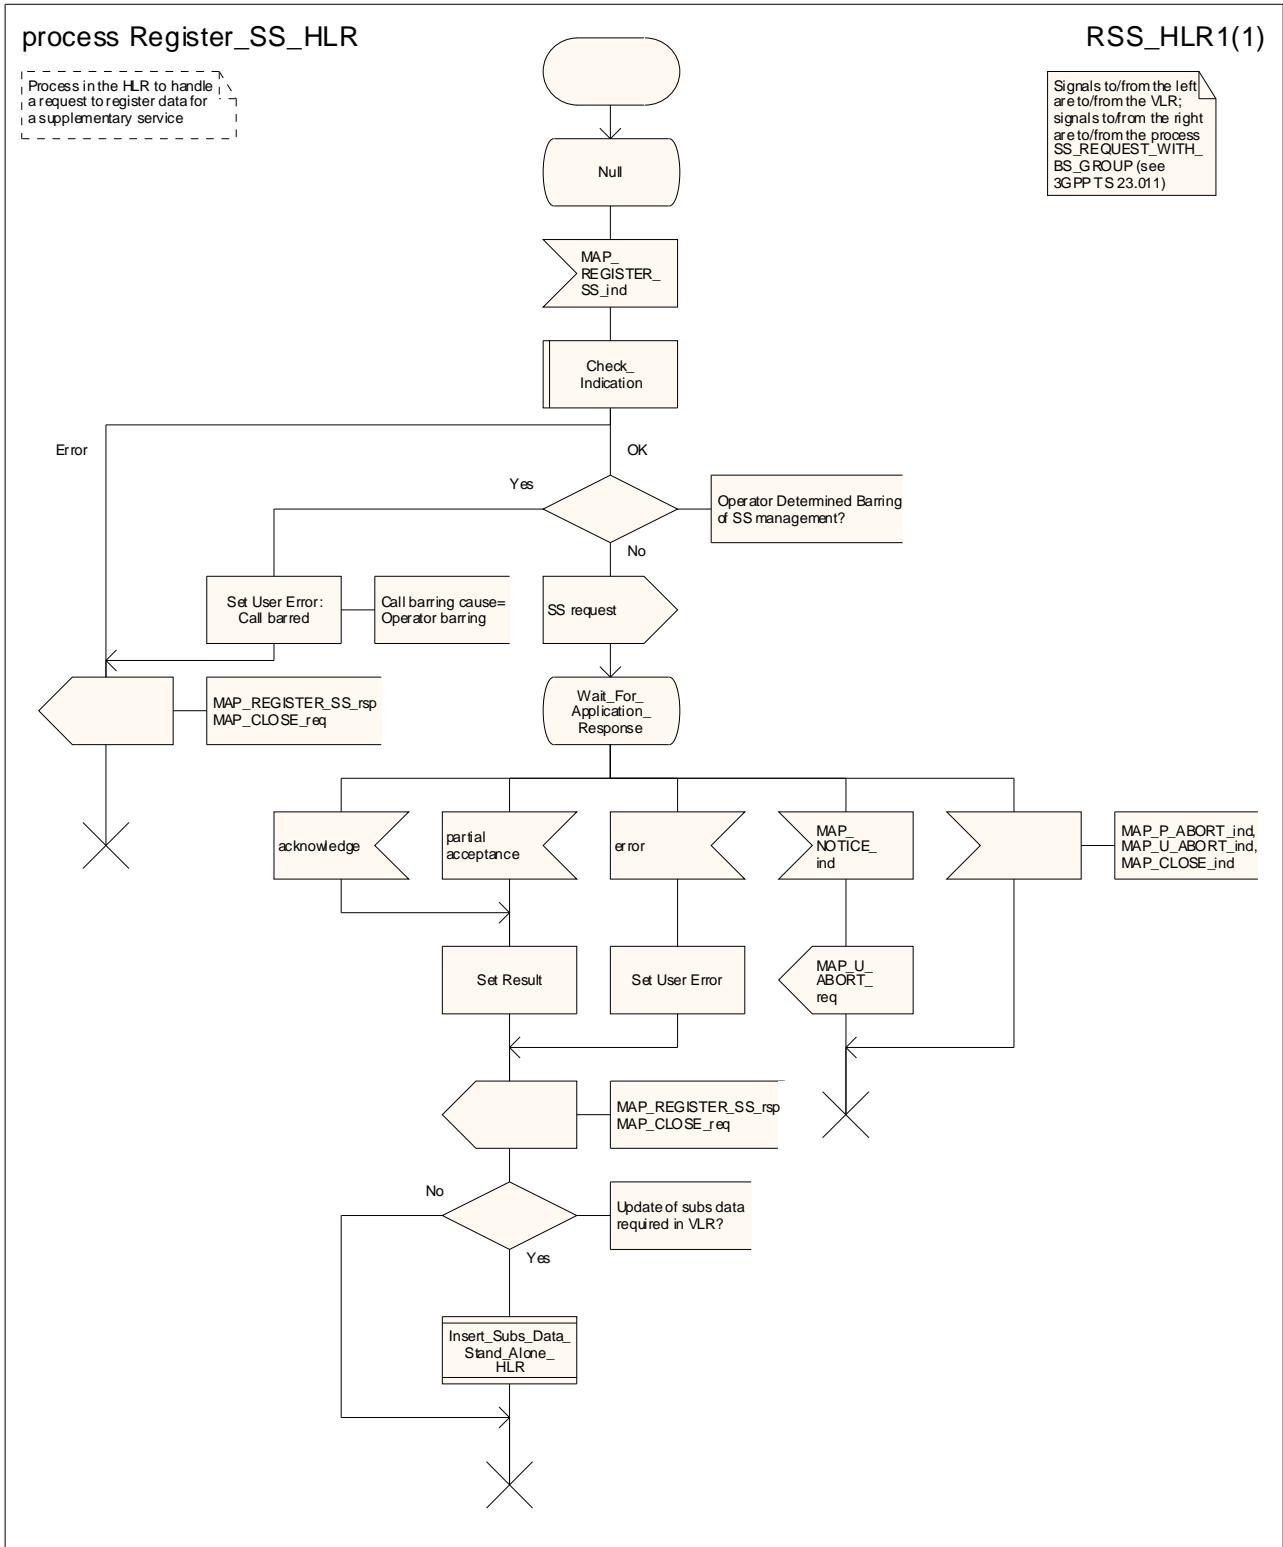 process Register_SS_HLR
RSS_HLR1(1)
Process in the HLR to handle
a request to register data for
a supplementary service
Signals to/from the left
are to/from the VLR;
signals to/from the right
are to/from the process
SS_REQUEST_WITH_
BS_GROUP (see
3GPP TS 23.011)
Null
MAP_
REGISTER_
SS_ind
Check_
Indication
Error
OK
Yes
Operator Determined Barring
of SS management?
No
Set User Error:
Call barred
Call barring cause=
Operator barring
SS request
MAP_REGISTER_SS_rsp
MAP_CLOSE_req
Wait_For_
Application_
Response
acknowledge
partial
acceptance
error
MAP_
NOTICE_
ind
MAP_P_ABORT_ind,
MAP_U_ABORT_ind,
MAP_CLOSE_ind
Set Result
Set User Error
MAP_U_
ABORT_
req
MAP_REGISTER_SS_rsp
MAP_CLOSE_req
No
Update of subs data
required in VLR?
Yes
Insert_Subs_Data_
Stand_Alone_
HLR